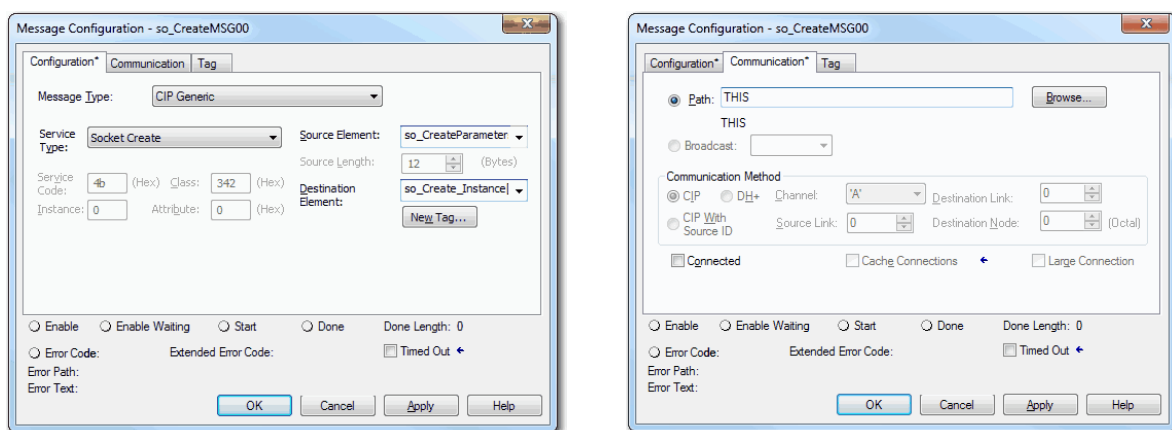 Message Configuration - so_CreateMSG00
Configuration* Communication Tag
Message Type: CIP Generic
Service Type: Socket Create
Source Element: so_CreateParameter
Source Length: 12 (Bytes)
Service Code: 4b (Hex) Class: 342 (Hex)
Destination Element: so_Create_Instance
Instance: 0 Attribute: 0 (Hex)
New Tag...
Enable Enable Waiting Start Done Done Length: 0
Error Code: Extended Error Code: Timed Out
Error Path:
Error Text:
OK Cancel Apply Help
Message Configuration - so_CreateMSG00
Configuration* Communication* Tag
Path: THIS Browse...
THIS
Broadcast:
Communication Method
CIP DH+ Channel: 'A' Destination Link: 0
CIP With Source ID Source Link: 0 Destination Node: 0 (Octal)
Connected Cache Connections Large Connection
Enable Enable Waiting Start Done Done Length: 0
Error Code: Extended Error Code: Timed Out
Error Path:
Error Text:
OK Cancel Apply Help